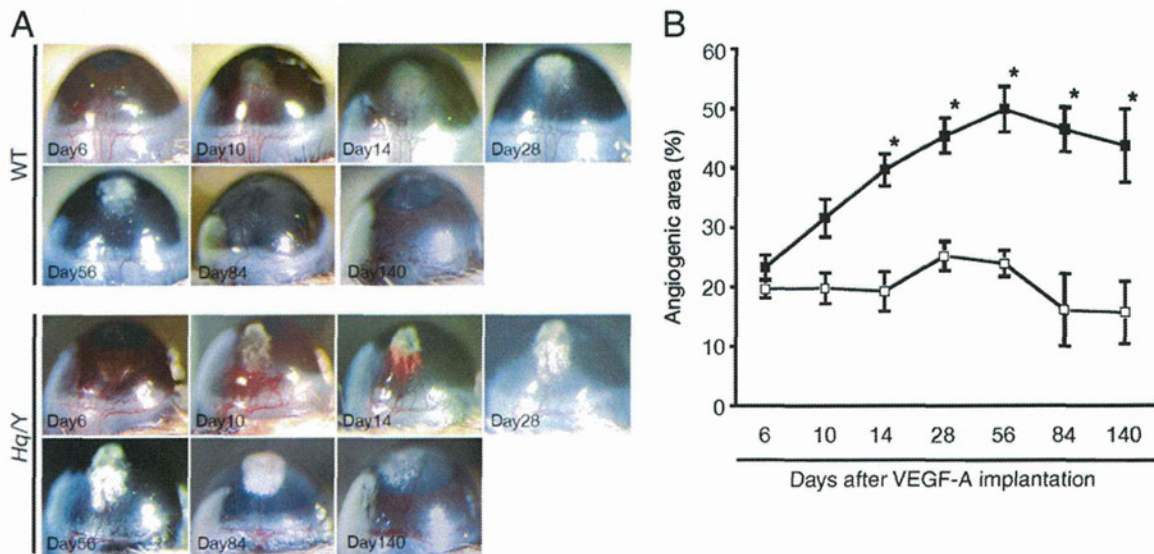 A
WT
Day6
Day10
Day14
Day28
Day56
Day84
Day140
Hq/Y
Day6
Day10
Day14
Day28
Day56
Day84
Day140
B
Angiogenic area (%)
60
50
40
30
20
10
0
*
*
*
*
*
6 10 14 28 56 84 140
Days after VEGF-A implantation